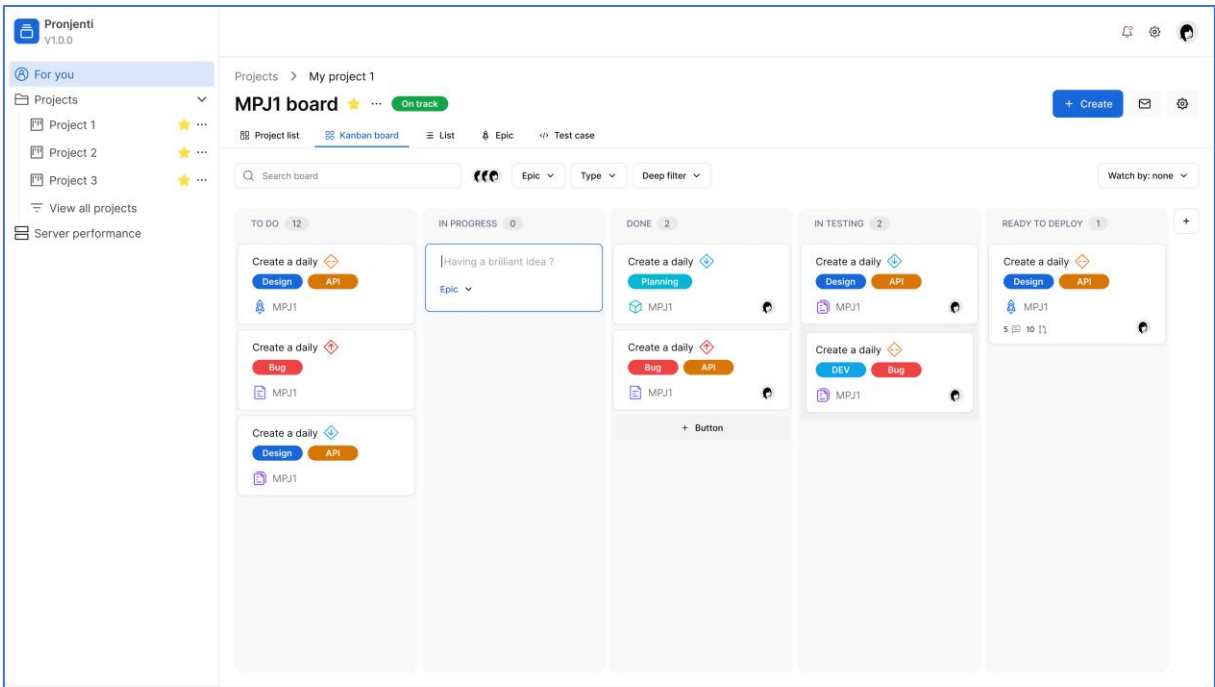 Pronjenti
V1.0.0
For you
Projects
Project 1
Project 2
Project 3
View all projects
Server performance
Projects > My project 1
MPJ1 board ... On track
+ Create
Project list Kanban board List Epic Test case
Search board Epic Type Deep filter Watch by: none
TO DO 12
Create a daily
Design API
MPJ1
Create a daily
Bug
MPJ1
Create a daily
Design API
MPJ1
IN PROGRESS 0
Having a brilliant idea ?
Epic
DONE 2
Create a daily
Planning
MPJ1
Create a daily
Bug API
MPJ1
+ Button
IN TESTING 2
Create a daily
Design API
MPJ1
Create a daily
DEV Bug
MPJ1
READY TO DEPLOY 1
Create a daily
Design API
MPJ1
5 10
+